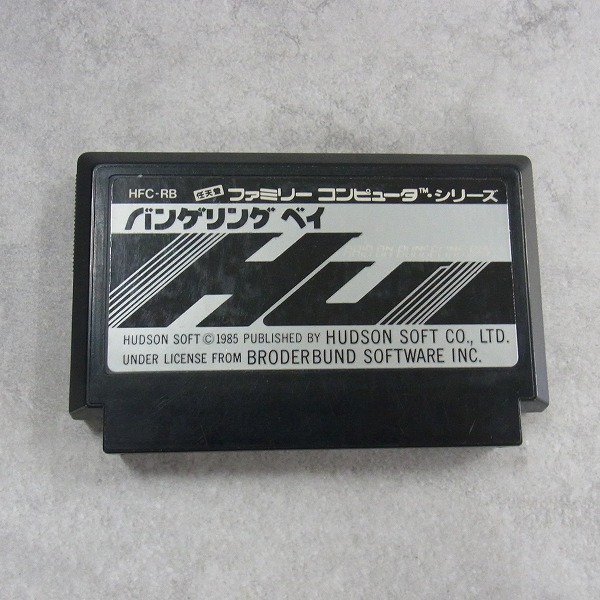 HFC-RB 任天堂 ファミリー コンピュータ™・シリーズ
バンゲリング ベイ
HU
HUDSON SOFT © 1985 PUBLISHED BY HUDSON SOFT CO., LTD.
UNDER LICENSE FROM BRODERBUND SOFTWARE INC.